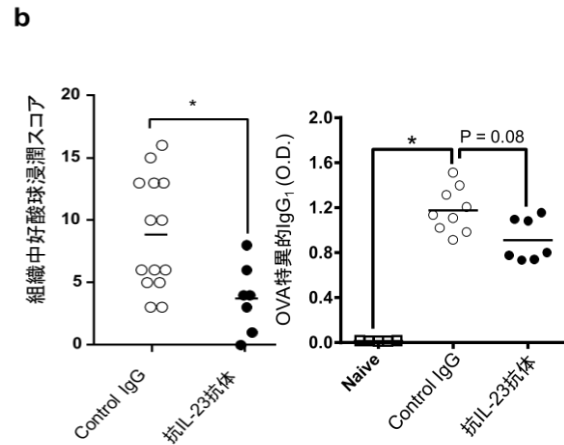 b
組織中好酸球浸潤スコア
20
15
10
5
0
*
Control IgG
抗IL-23抗体
OVA特異的IgG₁ (O.D.)
2.0
1.6
1.2
0.8
0.4
0.0
*
P = 0.08
Naive
Control IgG
抗IL-23抗体